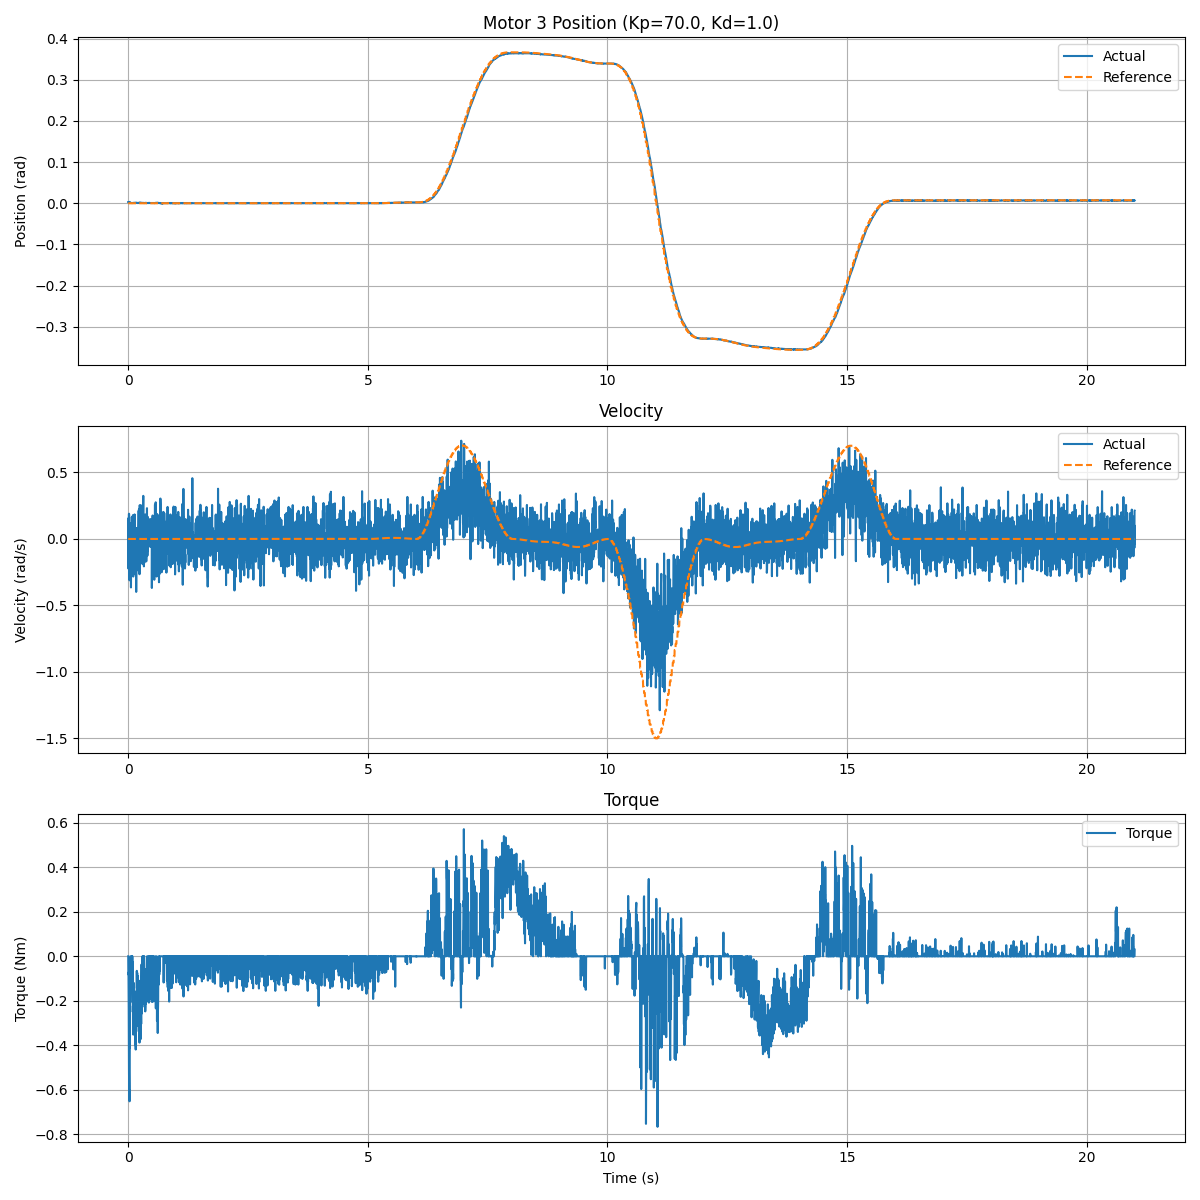 Motor 3 Position (Kp=70.0, Kd=1.0)
0.4
0.3
0.2
0.1
0.0
−0.1
−0.2
−0.3
Position (rad)
Actual
Reference
0 5 10 15 20
Velocity
0.5
0.0
−0.5
−1.0
−1.5
Velocity (rad/s)
Actual
Reference
0 5 10 15 20
Torque
0.6
0.4
0.2
0.0
−0.2
−0.4
−0.6
−0.8
Torque (Nm)
Torque
0 5 10 15 20
Time (s)